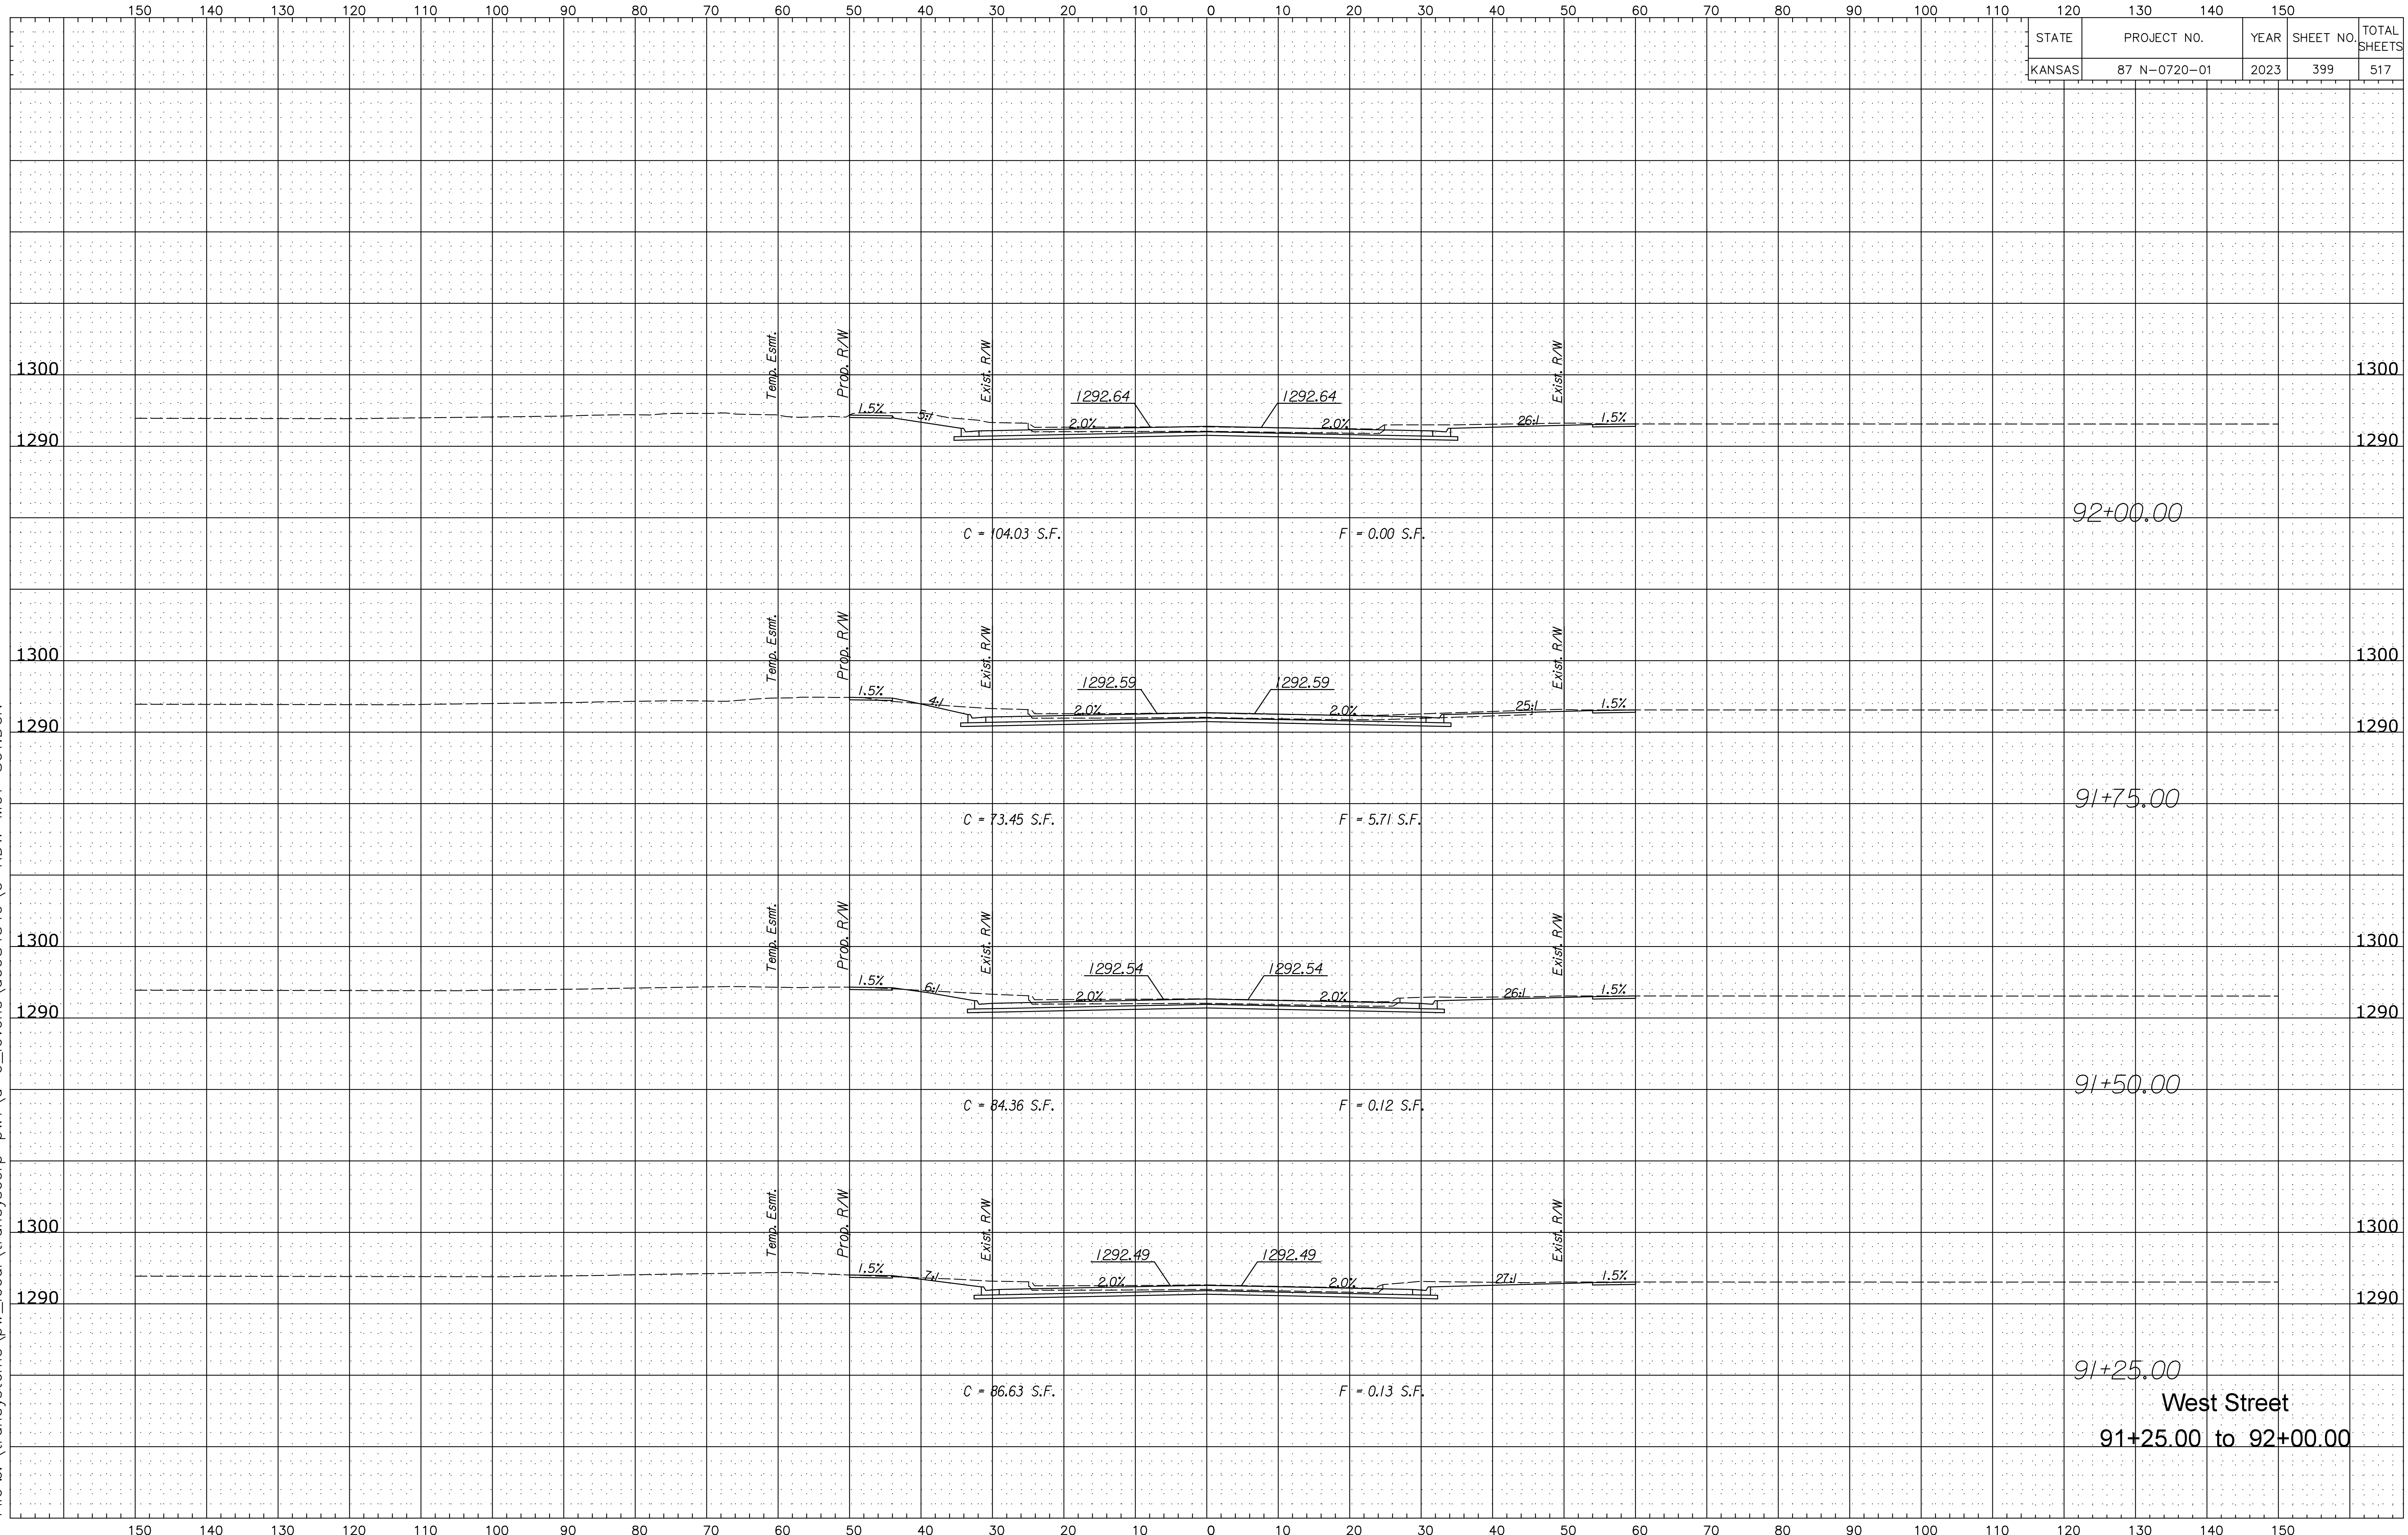 150 140 130 120 110 100 90 80 70 60 50 40 30 20 10 0 10 20 30 40 50 60 70 80 90 100 110 120 130 140 150
STATE PROJECT NO. YEAR SHEET NO. TOTAL SHEETS
KANSAS 87 N-0720-01 2023 399 517
Temp. Esmt. Prop. R/W Exist. R/W Exist. R/W
1300 1300
1292.64 1292.64
1.5% 5:1 2.0% 2.0% 26:1 1.5%
1290 1290
92+00.00
C = 104.03 S.F. F = 0.00 S.F.
Temp. Esmt. Prop. R/W Exist. R/W Exist. R/W
1300 1300
1292.59 1292.59
1.5% 4:1 2.0% 2.0% 25:1 1.5%
1290 1290
91+75.00
C = 73.45 S.F. F = 5.71 S.F.
Temp. Esmt. Prop. R/W Exist. R/W Exist. R/W
1300 1300
1292.54 1292.54
1.5% 6:1 2.0% 2.0% 26:1 1.5%
1290 1290
91+50.00
C = 84.36 S.F. F = 0.12 S.F.
Temp. Esmt. Prop. R/W Exist. R/W Exist. R/W
1300 1300
1292.49 1292.49
1.5% 7:1 2.0% 2.0% 27:1 1.5%
1290 1290
91+25.00
C = 86.63 S.F. F = 0.13 S.F.
West Street
91+25.00 to 92+00.00
150 140 130 120 110 100 90 80 70 60 50 40 30 20 10 0 10 20 30 40 50 60 70 80 90 100 110 120 130 140 150